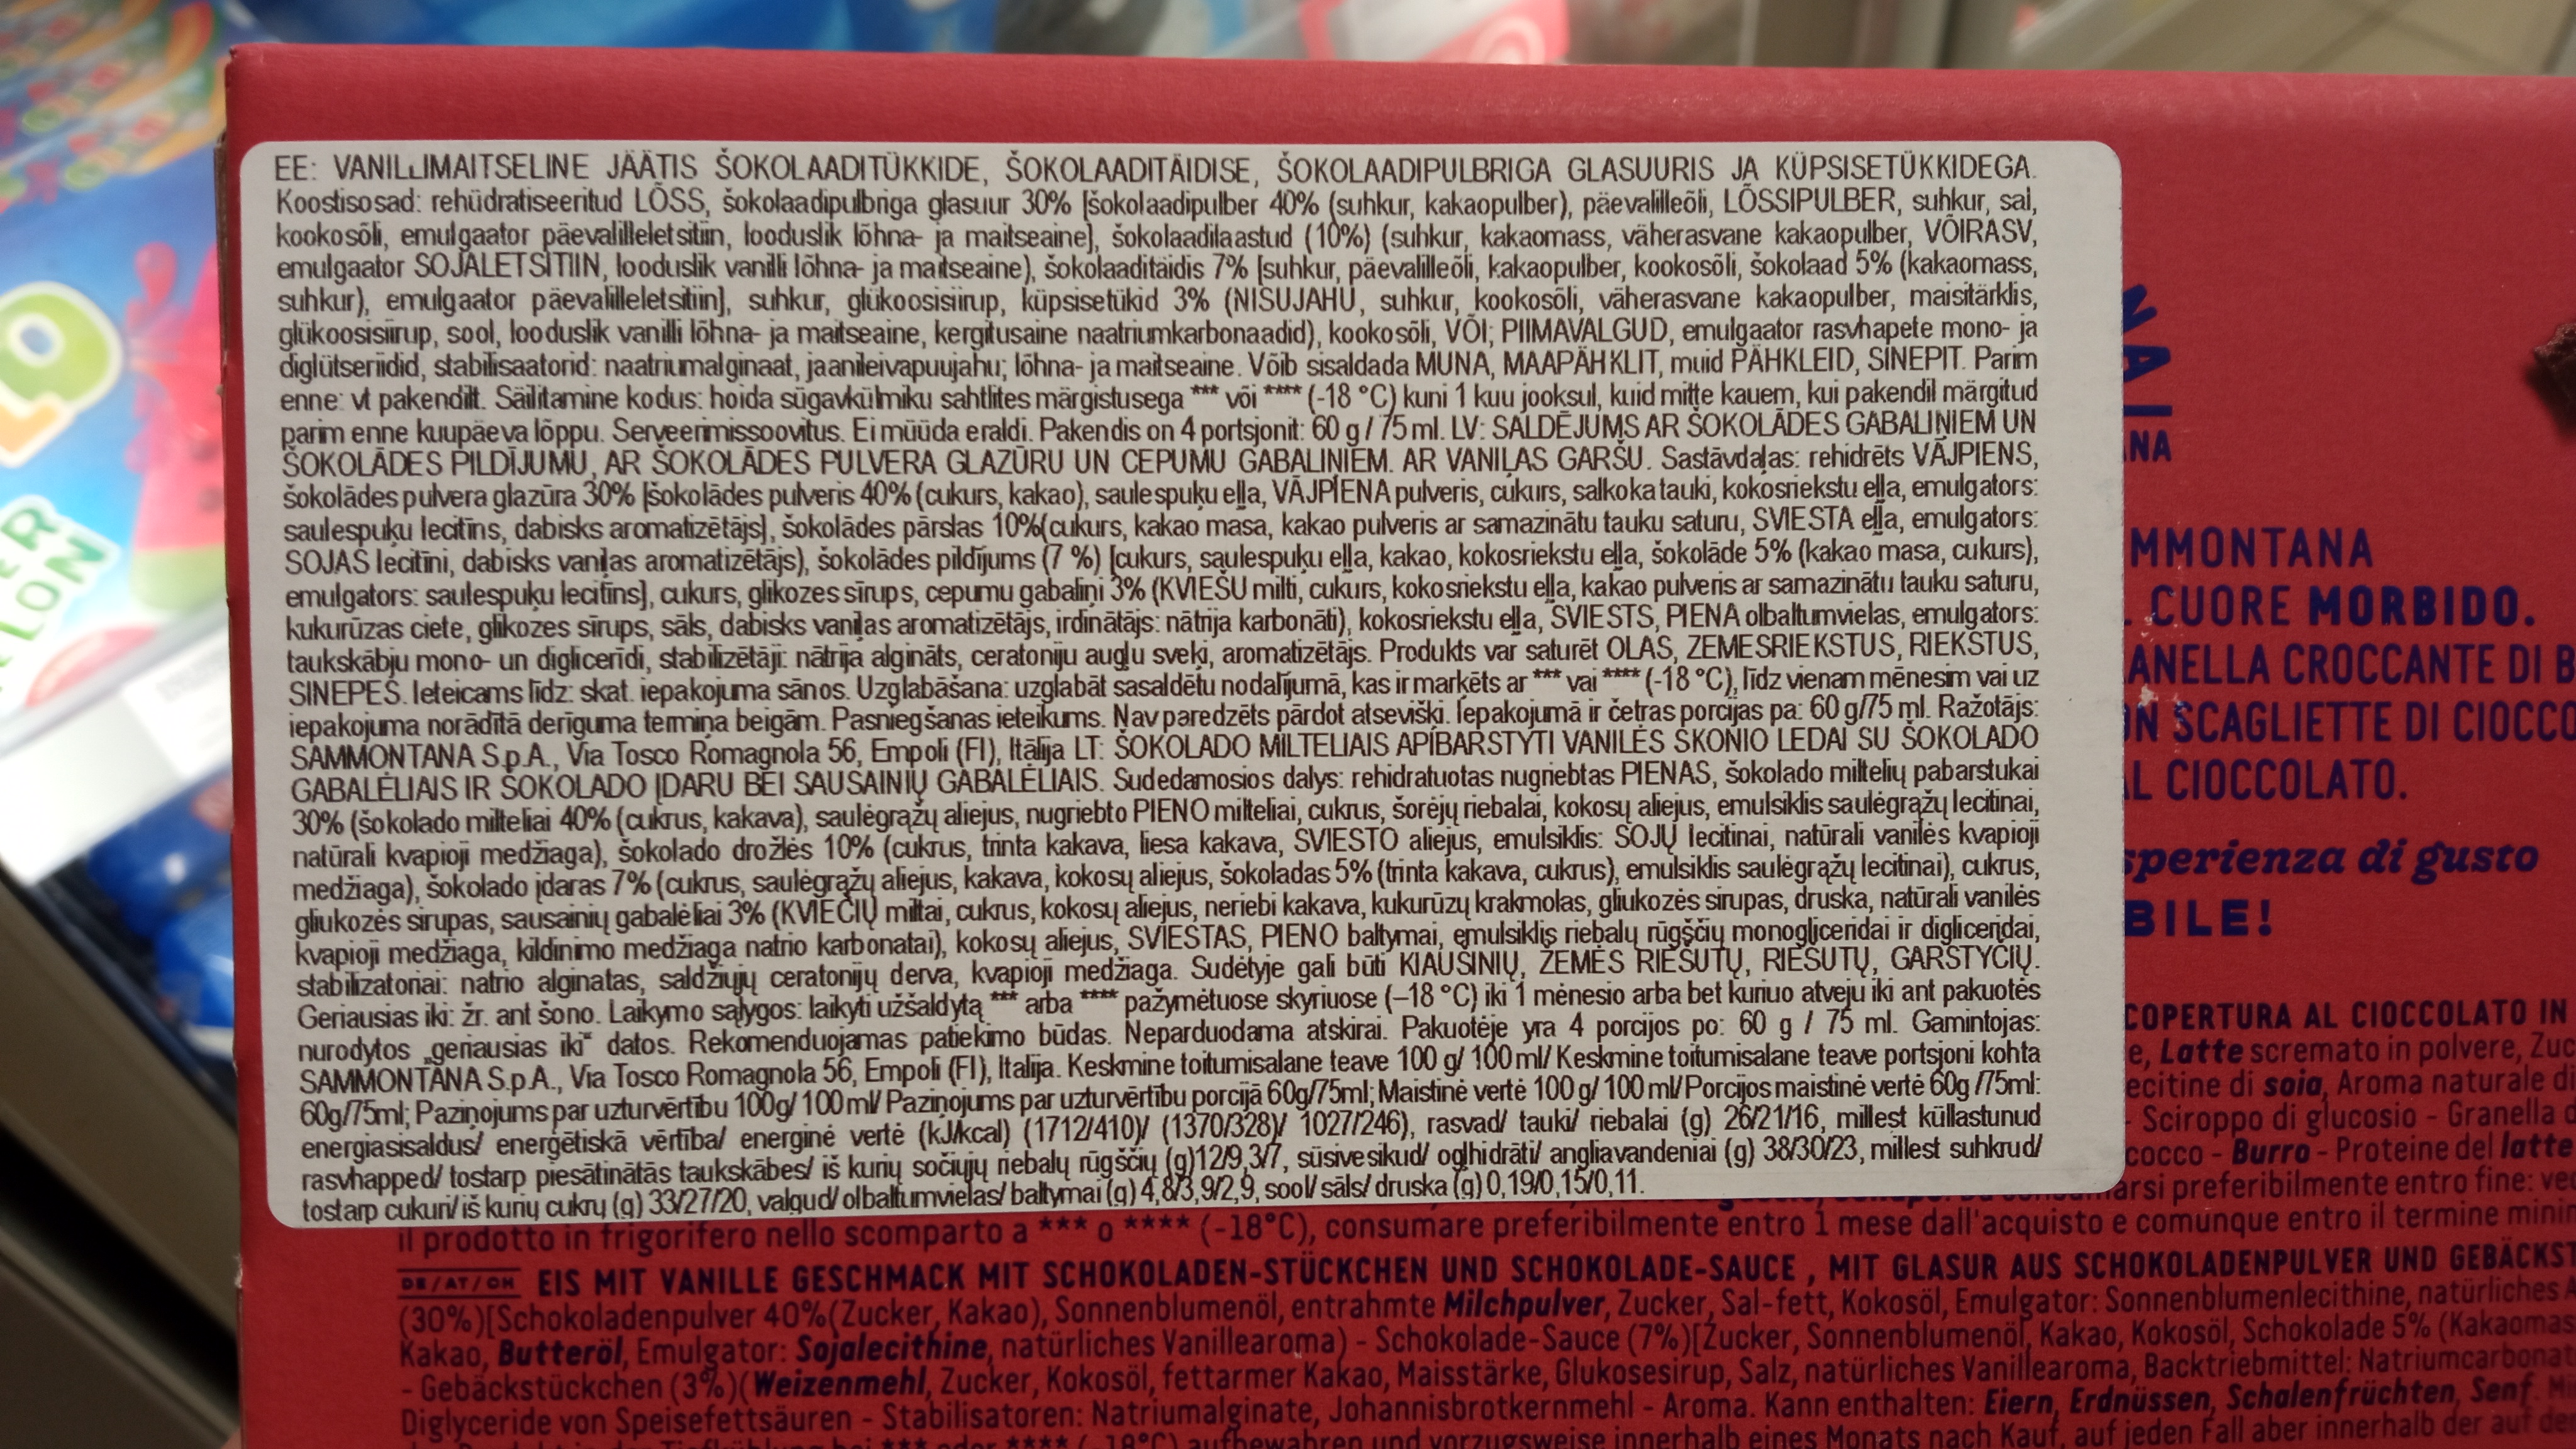 EE: VANILLIMAITSELINE JÄÄTIS ŠOKOLAADITÜKKIDE, ŠOKOLAADITÄIDISE, ŠOKOLAADIPULBRIGA GLASUURIS JA KÜPSISETÜKKIDEGA.
Koostisosad: rehüdratiseeritud LÕSS, šokolaadipulbriga glasuur 30% [šokolaadipulber 40% (suhkur, kakaopulber), päevalilleõli, LÕSSIPULBER, suhkur, sal,
kookosõli, emulgaator päevalilleletsitiin, looduslik lõhna- ja maitseaine], šokolaadilaastud (10%) (suhkur, kakaomass, väherasvane kakaopulber, VÕIRASV,
emulgaator SOJALETSITIIN, looduslik vanilli lõhna- ja maitseaine), šokolaaditäidis 7% [suhkur, päevalilleõli, kakaopulber, kookosõli, šokolaad 5% (kakaomass,
suhkur), emulgaator päevalilleletsitiin], suhkur, glükoosisiirup, küpsisetükid 3% (NISUJAHU, suhkur, kookosõli, väherasvane kakaopulber, maisitärklis,
glükoosisiirup, sool, looduslik vanilli lõhna- ja maitseaine, kergitusaine naatriumkarbonaadid), kookosõli, VÕI; PIIMAVALGUD, emulgaator rasvhapete mono- ja
diglütseriidid, stabilisaatorid: naatriumalginaat, jaanileivapuujahu; lõhna- ja maitseaine. Võib sisaldada MUNA, MAAPÄHKLIT, muid PÄHKLEID, SINEPIT. Parim
enne: vt pakendilt. Säilitamine kodus: hoida sügavkülmiku sahtlites märgistusega *** või **** (-18 °C) kuni 1 kuu jooksul, kuid mitte kauem, kui pakendil märgitud
parim enne kuupäeva lõppu. Serveerimissoovitus. Ei müüda eraldi. Pakendis on 4 portsjonit: 60 g / 75 ml. LV: SALDĒJUMS AR ŠOKOLĀDES GABALIŅIEM UN
ŠOKOLĀDES PILDĪJUMU, AR ŠOKOLĀDES PULVERA GLAZŪRU UN CEPUMU GABALIŅIEM. AR VANIĻAS GARŠU. Sastāvdaļas: rehidrēts VĀJPIENS,
šokolādes pulvera glazūra 30% [šokolādes pulveris 40% (cukurs, kakao), saulespuķu eļļa, VĀJPIENA pulveris, cukurs, salkoka tauki, kokosriekstu eļļa, emulgators:
saulespuķu lecitīns, dabisks aromatizētājs], šokolādes pārslas 10%(cukurs, kakao masa, kakao pulveris ar samazinātu tauku saturu, SVIESTA eļļa, emulgators:
SOJAS lecitīni, dabisks vaniļas aromatizētājs), šokolādes pildījums (7 %) [cukurs, saulespuķu eļļa, kakao, kokosriekstu eļļa, šokolāde 5% (kakao masa, cukurs),
emulgators: saulespuķu lecitīns], cukurs, glikozes sīrups, cepumu gabaliņi 3% (KVIEŠU milti, cukurs, kokosriekstu eļļa, kakao pulveris ar samazinātu tauku saturu,
kukurūzas ciete, glikozes sīrups, sāls, dabisks vaniļas aromatizētājs, irdinātājs: nātrija karbonāti), kokosriekstu eļļa, SVIESTS, PIENA olbaltumvielas, emulgators:
taukskābju mono- un diglicerīdi, stabilizētāji: nātrija algināts, ceratoniju augļu sveķi, aromatizētājs. Produkts var saturēt OLAS, ZEMESRIEKSTUS, RIEKSTUS,
SINEPES. Ieteicams līdz: skat. iepakojuma sānos. Uzglabāšana: uzglabāt sasaldētu nodalījumā, kas ir marķēts ar *** vai **** (-18 °C), līdz vienam mēnesim vai uz
iepakojuma norādītā derīguma termiņa beigām. Pasniegšanas ieteikums. Nav paredzēts pārdot atsevišķi. Iepakojumā ir četras porcijas pa: 60 g/75 ml. Ražotājs:
SAMMONTANA S.p.A., Via Tosco Romagnola 56, Empoli (FI), Itālija LT: ŠOKOLADO MILTELIAIS APIBARSTYTI VANILĖS SKONIO LEDAI SU ŠOKOLADO
GABALĖLIAIS IR ŠOKOLADO ĮDARU BEI SAUSAINIŲ GABALĖLIAIS. Sudedamosios dalys: rehidratuotas nugriebtas PIENAS, šokolado miltelių pabarstukai
30% (šokolado milteliai 40% (cukrus, kakava), saulėgrąžų aliejus, nugriebto PIENO milteliai, cukrus, šorėjų riebalai, kokosų aliejus, emulsiklis saulėgrąžų lecitinai,
natūrali kvapioji medžiaga), šokolado drožlės 10% (cukrus, trinta kakava, liesa kakava, SVIESTO aliejus, emulsiklis: SOJŲ lecitinai, natūrali vanilės kvapioji
medžiaga), šokolado įdaras 7% (cukrus, saulėgrąžų aliejus, kakava, kokosų aliejus, šokoladas 5% (trinta kakava, cukrus), emulsiklis saulėgrąžų lecitinai), cukrus,
gliukozės sirupas, sausainių gabalėliai 3% (KVIEČIŲ miltai, cukrus, kokosų aliejus, neriebi kakava, kukurūzų krakmolas, gliukozės sirupas, druska, natūrali vanilės
kvapioji medžiaga, kildinimo medžiaga natrio karbonatai), kokosų aliejus, SVIESTAS, PIENO baltymai, emulsiklis riebalų rūgščių monogliceridai ir digliceridai,
stabilizatoriai: natrio alginatas, saldžiųjų ceratonijų derva, kvapioji medžiaga. Sudėtyje gali būti KIAUŠINIŲ, ŽEMĖS RIEŠUTŲ, RIEŠUTŲ, GARSTYČIŲ.
Geriausias iki: žr. ant šono. Laikymo sąlygos: laikyti užšaldytą *** arba **** pažymėtuose skyriuose (–18 °C) iki 1 mėnesio arba bet kuriuo atveju iki ant pakuotės
nurodytos „geriausias iki“ datos. Rekomenduojamas patiekimo būdas. Neparduodama atskirai. Pakuotėje yra 4 porcijos po: 60 g / 75 ml. Gamintojas:
SAMMONTANA S.p.A., Via Tosco Romagnola 56, Empoli (FI), Italija. Keskmine toitumisalane teave 100 g/ 100 ml/ Keskmine toitumisalane teave portsjoni kohta
60g/75ml; Paziņojums par uzturvērtību 100g/ 100 ml/ Paziņojums par uzturvērtību porcijā 60g/75ml; Maistinė vertė 100 g/ 100 ml/ Porcijos maistinė vertė 60g /75ml:
energiasisaldus/ enerģētiskā vērtība/ energinė vertė (kJ/kcal) (1712/410)/ (1370/328)/ 1027/246), rasvad/ tauki/ riebalai (g) 26/21/16, millest küllastunud
rasvhapped/ tostarp piesātinātās taukskābes/ iš kurių sočiųjų riebalų rūgščių (g)12/9,3/7, süsivesikud/ ogļhidrāti/ angliavandeniai (g) 38/30/23, millest suhkrud/
tostarp cukuri/ iš kurių cukrų (g) 33/27/20, valgud/ olbaltumvielas/ baltymai (g) 4,8/3,9/2,9, sool/ sāls/ druska (g) 0,19/0,15/0,11.
NA
MMONTANA
CUORE MORBIDO.
ANELLA CROCCANTE DI B
ON SCAGLIETTE DI CIOCCO
AL CIOCCOLATO.
sperienza di gusto
BILE!
COPERTURA AL CIOCCOLATO IN
e, Latte scremato in polvere, Zuc
ecitine di soia, Aroma naturale di
- Sciroppo di glucosio - Granella
cocco - Burro - Proteine del latte
arsi preferibilmente entro fine: ved
il prodotto in frigorifero nello scomparto a *** o **** (-18°C), consumare preferibilmente entro 1 mese dall'acquisto e comunque entro il termine minim
DE/AT/CH EIS MIT VANILLE GESCHMACK MIT SCHOKOLADEN-STÜCKCHEN UND SCHOKOLADE-SAUCE , MIT GLASUR AUS SCHOKOLADENPULVER UND GEBÄCKST
(30%)[Schokoladenpulver 40%(Zucker, Kakao), Sonnenblumenöl, entrahmte Milchpulver, Zucker, Sal-fett, Kokosöl, Emulgator: Sonnenblumenlecithine, natürliches
Kakao, Butteröl, Emulgator: Sojalecithine, natürliches Vanillearoma) - Schokolade-Sauce (7%)[Zucker, Sonnenblumenöl, Kakao, Kokosöl, Schokolade 5% (Kakaomas
- Gebäckstückchen (3%)(Weizenmehl, Zucker, Kokosöl, fettarmer Kakao, Maisstärke, Glukosesirup, Salz, natürliches Vanillearoma, Backtriebmittel: Natriumcarbonat
Diglyceride von Speisefettsäuren - Stabilisatoren: Natriumalginate, Johannisbrotkernmehl - Aroma. Kann enthalten: Eiern, Erdnüssen, Schalenfrüchten, Senf.
aufbewahren und vorzugsweise innerhalb eines Monats nach Kauf, auf jeden Fall aber innerhalb der auf